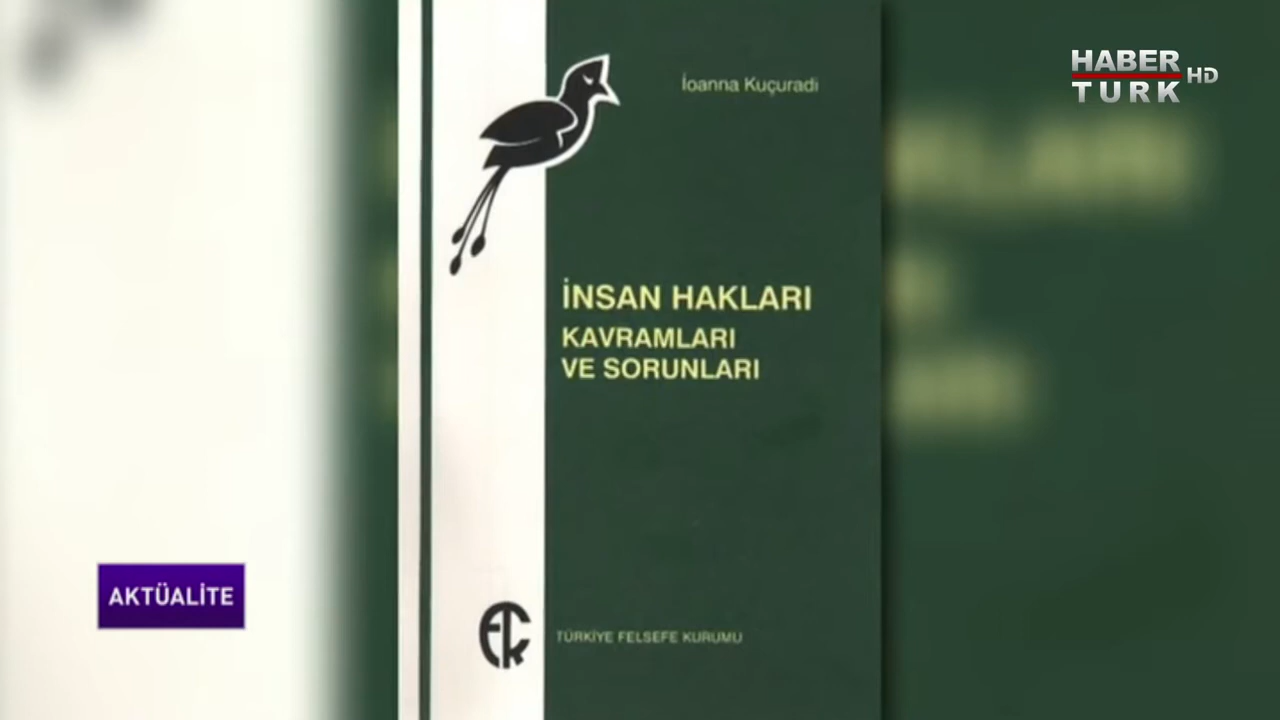 HABER HD
TURK
İoanna Kuçuradi
İNSAN HAKLARI
KAVRAMLARI
VE SORUNLARI
AKTÜALİTE
TÜRKİYE FELSEFE KURUMU